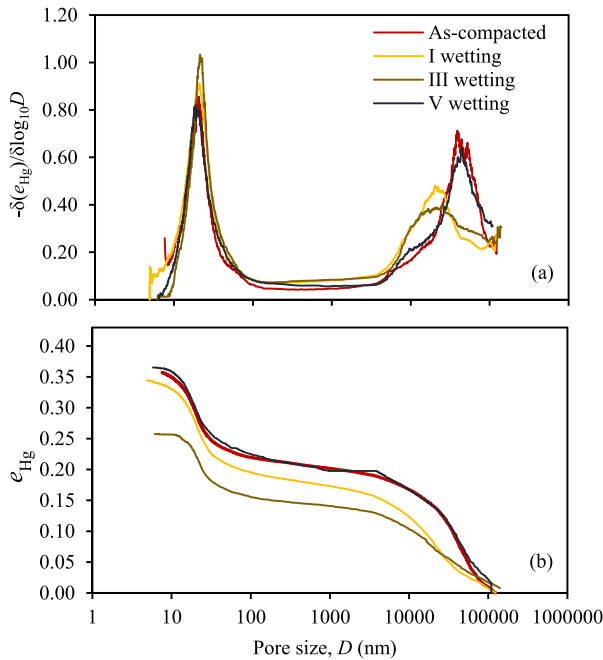 1.20
1.00
0.80
0.60
0.40
0.20
0.00
-δ(eHg)/δlog10D
As-compacted
I wetting
III wetting
V wetting
(a)
0.40
0.35
0.30
0.25
0.20
0.15
0.10
0.05
0.00
eHg
(b)
1 10 100 1000 10000 100000 1000000
Pore size, D (nm)